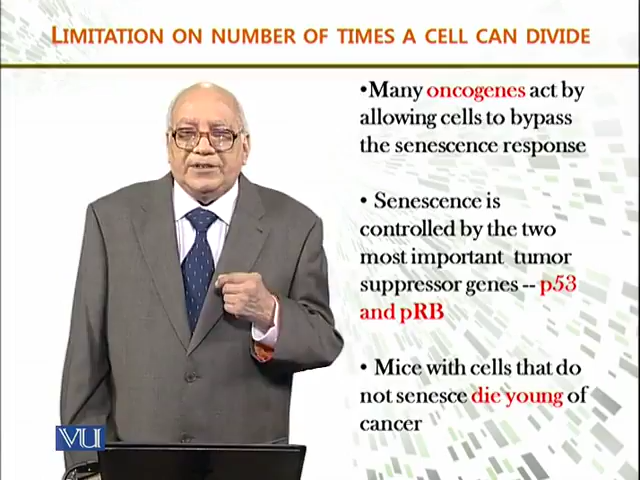 LIMITATION ON NUMBER OF TIMES A CELL CAN DIVIDE
•Many oncogenes act by
allowing cells to bypass
the senescence response
• Senescence is
controlled by the two
most important tumor
suppressor genes -- p53
and pRB
• Mice with cells that do
not senesce die young of
cancer
VU